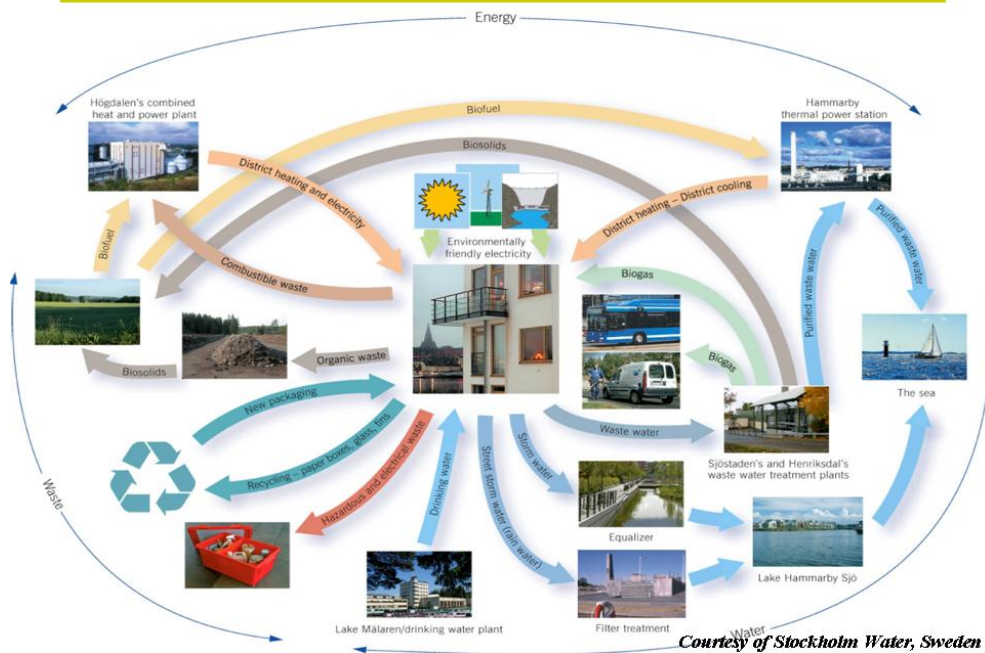 Energy
Högdalen's combined
heat and power plant
Hammarby
thermal power station
Biofuel
Biosolids
District heating and electricity
District heating – District cooling
Purified waste water
Purified waste water
Environmentally
friendly electricity
Biofuel
Combustible waste
Biogas
Biogas
Organic waste
Biosolids
The sea
New packaging
Recycling – paper boxes, glass, tins
Hazardous and electrical waste
Drinking water
Street storm water (rain water)
Storm water
Waste water
Sjöstaden's and Henriksdal's
waste water treatment plants
Waste
Equalizer
Lake Hammarby Sjö
Lake Mälaren/drinking water plant
Filter treatment
Water
Courtesy of Stockholm Water, Sweden